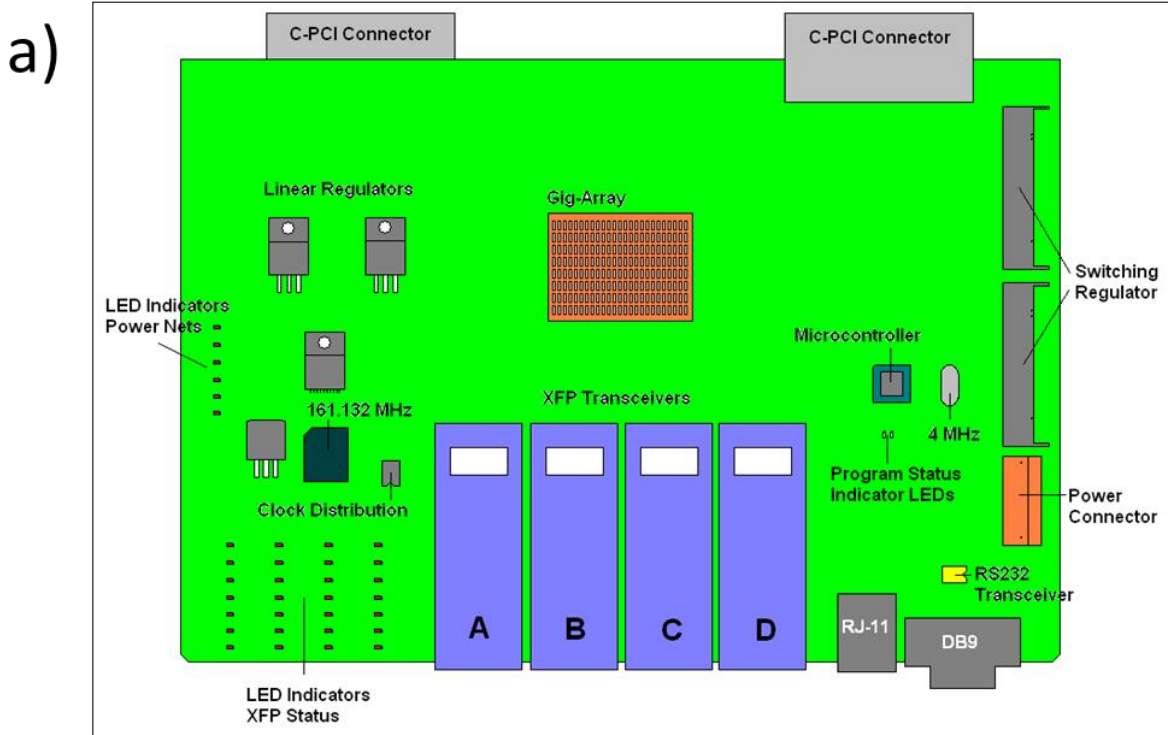 a)
C-PCI Connector
C-PCI Connector
Linear Regulators
Gig-Array
Switching
Regulator
LED Indicators
Power Nets
Microcontroller
161.132 MHz
XFP Transceivers
4 MHz
Program Status
Indicator LEDs
Clock Distribution
Power
Connector
RS232
Transceiver
A
B
C
D
RJ-11
DB9
LED Indicators
XFP Status